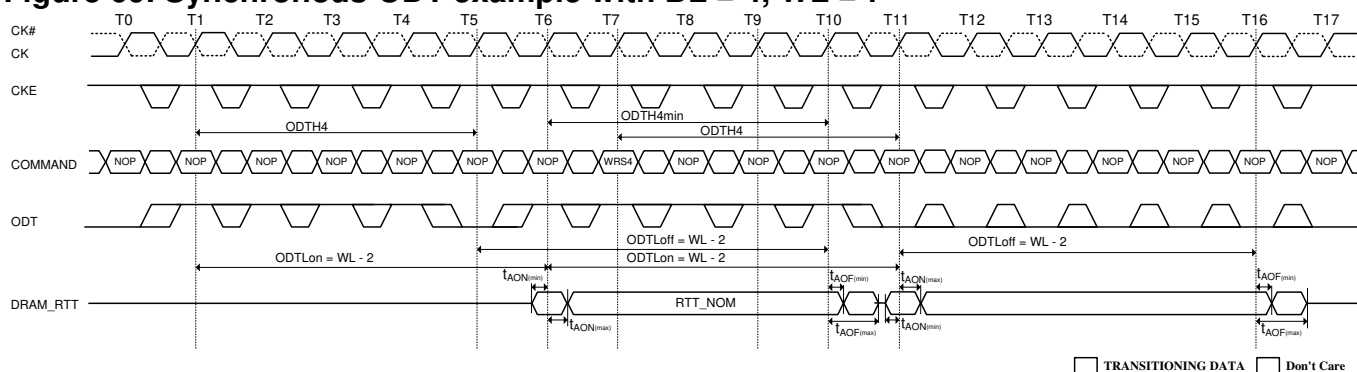 Figure Synchronous ODT example with BL = 4, WL = 7
T0 T1 T2 T3 T4 T5 T6 T7 T8 T9 T10 T11 T12 T13 T14 T15 T16 T17
CK#
CK
CKE
ODTH4 ODTH4min
ODTH4
COMMAND NOP NOP NOP NOP NOP NOP NOP WRS4 NOP NOP NOP NOP NOP NOP NOP NOP NOP NOP
ODT
ODTLoff = WL - 2 ODTLoff = WL - 2
ODTLon = WL - 2 ODTLon = WL - 2
tAON(min) tAOF(min) tAON(max) tAOF(min)
DRAM_RTT RTT_NOM
tAON(max) tAOF(max) tAON(min) tAOF(max)
TRANSITIONING DATA Don't Care